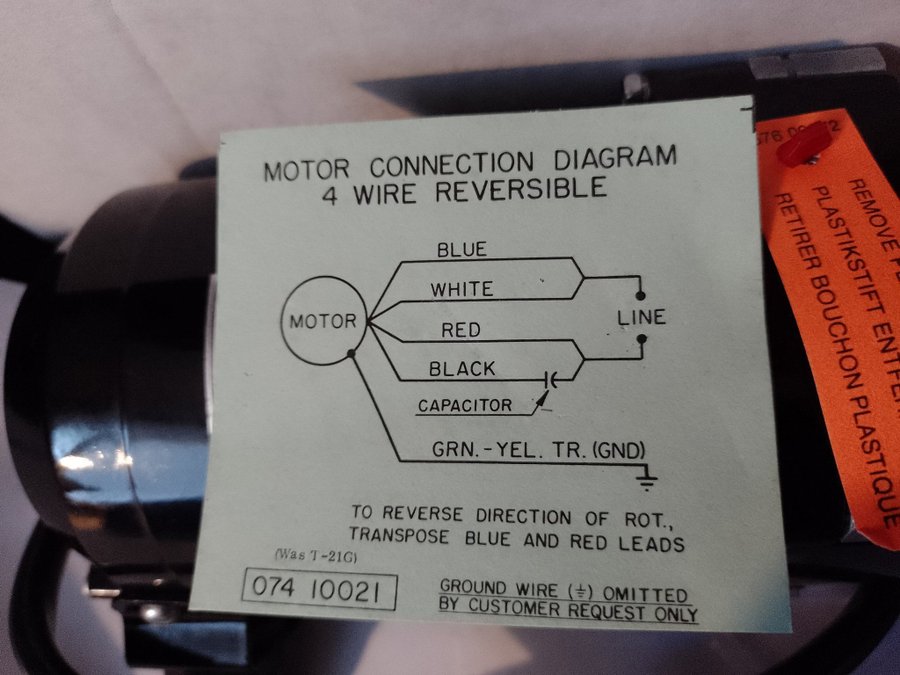 MOTOR CONNECTION DIAGRAM
4 WIRE REVERSIBLE
BLUE
WHITE
MOTOR
LINE
RED
BLACK
CAPACITOR
GRN.-YEL. TR. (GND)
TO REVERSE DIRECTION OF ROT.,
TRANSPOSE BLUE AND RED LEADS
(Was T-21G)
074 10021
GROUND WIRE (⏚) OMITTED
BY CUSTOMER REQUEST ONLY
REMOVE
PLASTIKSTIFT
RETIRER BOUCHON PLASTIQUE